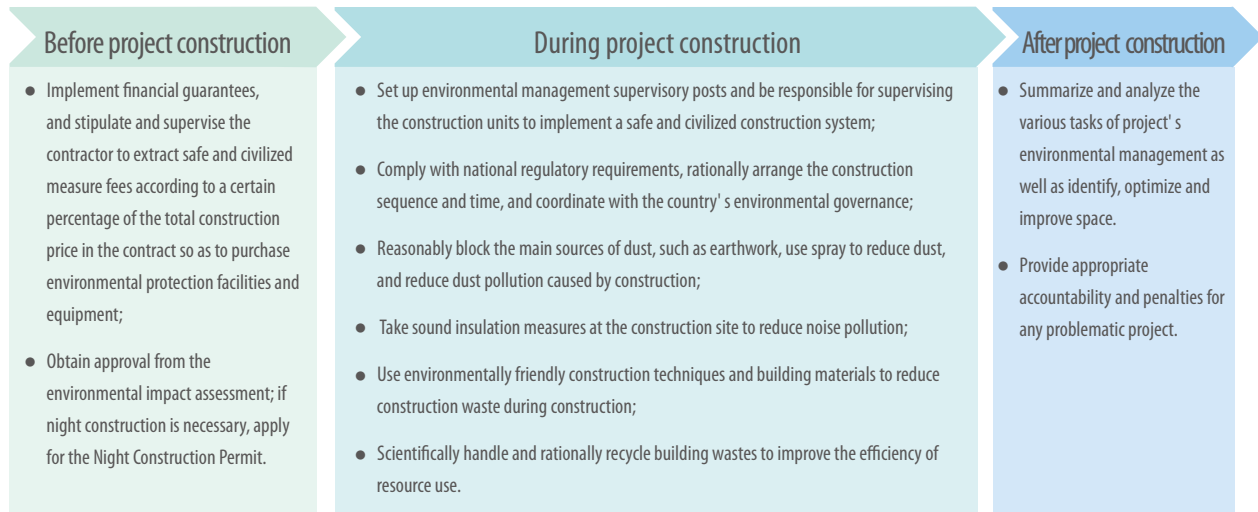 Before project construction
● Implement financial guarantees,
and stipulate and supervise the
contractor to extract safe and civilized
measure fees according to a certain
percentage of the total construction
price in the contract so as to purchase
environmental protection facilities and
equipment;
● Obtain approval from the
environmental impact assessment; if
night construction is necessary, apply
for the Night Construction Permit.
During project construction
● Set up environmental management supervisory posts and be responsible for supervising
the construction units to implement a safe and civilized construction system;
● Comply with national regulatory requirements, rationally arrange the construction
sequence and time, and coordinate with the country' s environmental governance;
● Reasonably block the main sources of dust, such as earthwork, use spray to reduce dust,
and reduce dust pollution caused by construction;
● Take sound insulation measures at the construction site to reduce noise pollution;
● Use environmentally friendly construction techniques and building materials to reduce
construction waste during construction;
● Scientifically handle and rationally recycle building wastes to improve the efficiency of
resource use.
After project construction
● Summarize and analyze the
various tasks of project' s
environmental management as
well as identify, optimize and
improve space.
● Provide appropriate
accountability and penalties for
any problematic project.